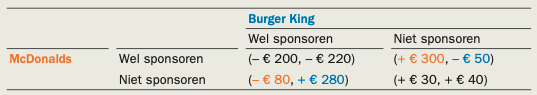 Burger King
Wel sponsoren Niet sponsoren
McDonalds Wel sponsoren (– € 200, – € 220) (+ € 300, – € 50)
Niet sponsoren (– € 80, + € 280) (+ € 30, + € 40)